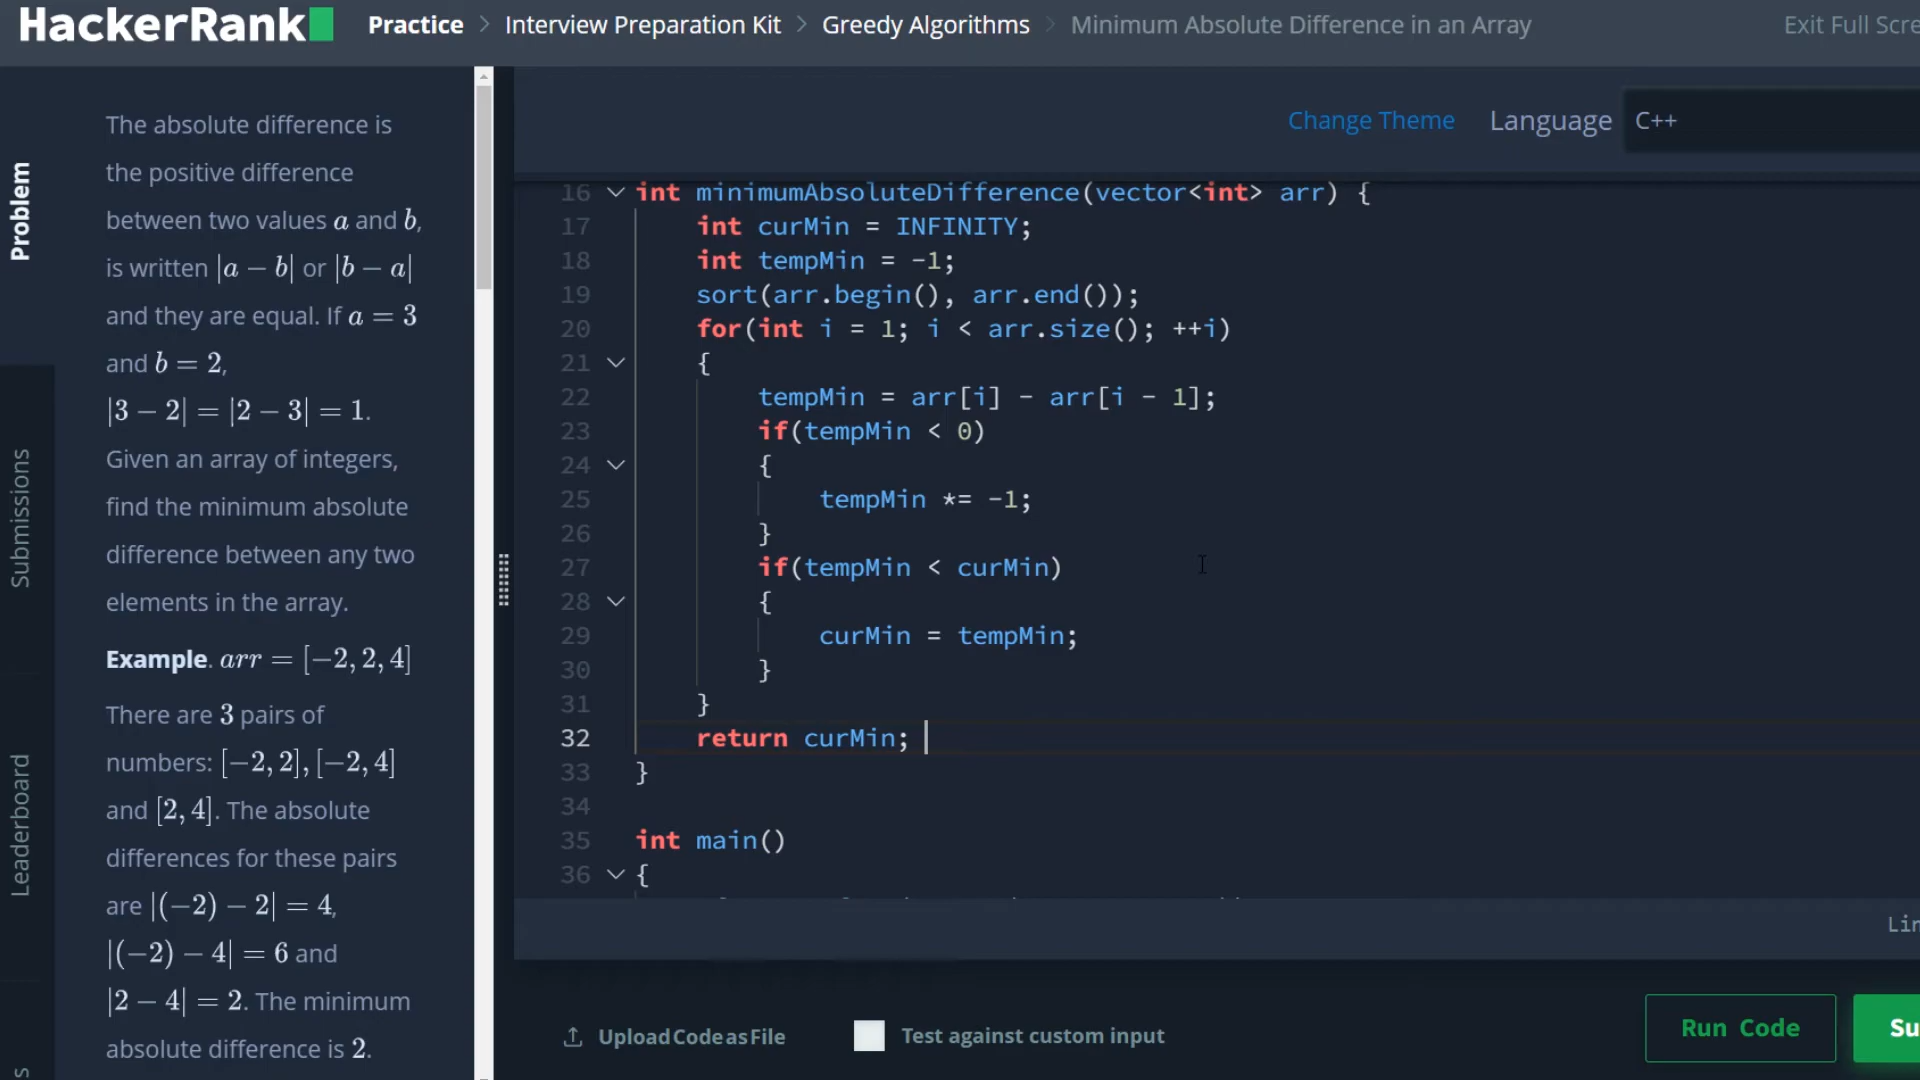 HackerRank Practice > Interview Preparation Kit > Greedy Algorithms > Minimum Absolute Difference in an Array Exit Full Scre
Problem
Submissions
Leaderboard
The absolute difference is
the positive difference
between two values a and b,
is written |a − b| or |b − a|
and they are equal. If a = 3
and b = 2,
|3 − 2| = |2 − 3| = 1.
Given an array of integers,
find the minimum absolute
difference between any two
elements in the array.
Example. arr = [−2, 2, 4]
There are 3 pairs of
numbers: [−2, 2], [−2, 4]
and [2, 4]. The absolute
differences for these pairs
are |(−2) − 2| = 4,
|(−2) − 4| = 6 and
|2 − 4| = 2. The minimum
absolute difference is 2.
Change Theme Language C++
16 int minimumAbsoluteDifference(vector<int> arr) {
17 int curMin = INFINITY;
18 int tempMin = -1;
19 sort(arr.begin(), arr.end());
20 for(int i = 1; i < arr.size(); ++i)
21 {
22 tempMin = arr[i] - arr[i - 1];
23 if(tempMin < 0)
24 {
25 tempMin *= -1;
26 }
27 if(tempMin < curMin)
28 {
29 curMin = tempMin;
30 }
31 }
32 return curMin;
33 }
34
35 int main()
36 {
Lin
Upload Code as File Test against custom input Run Code Su